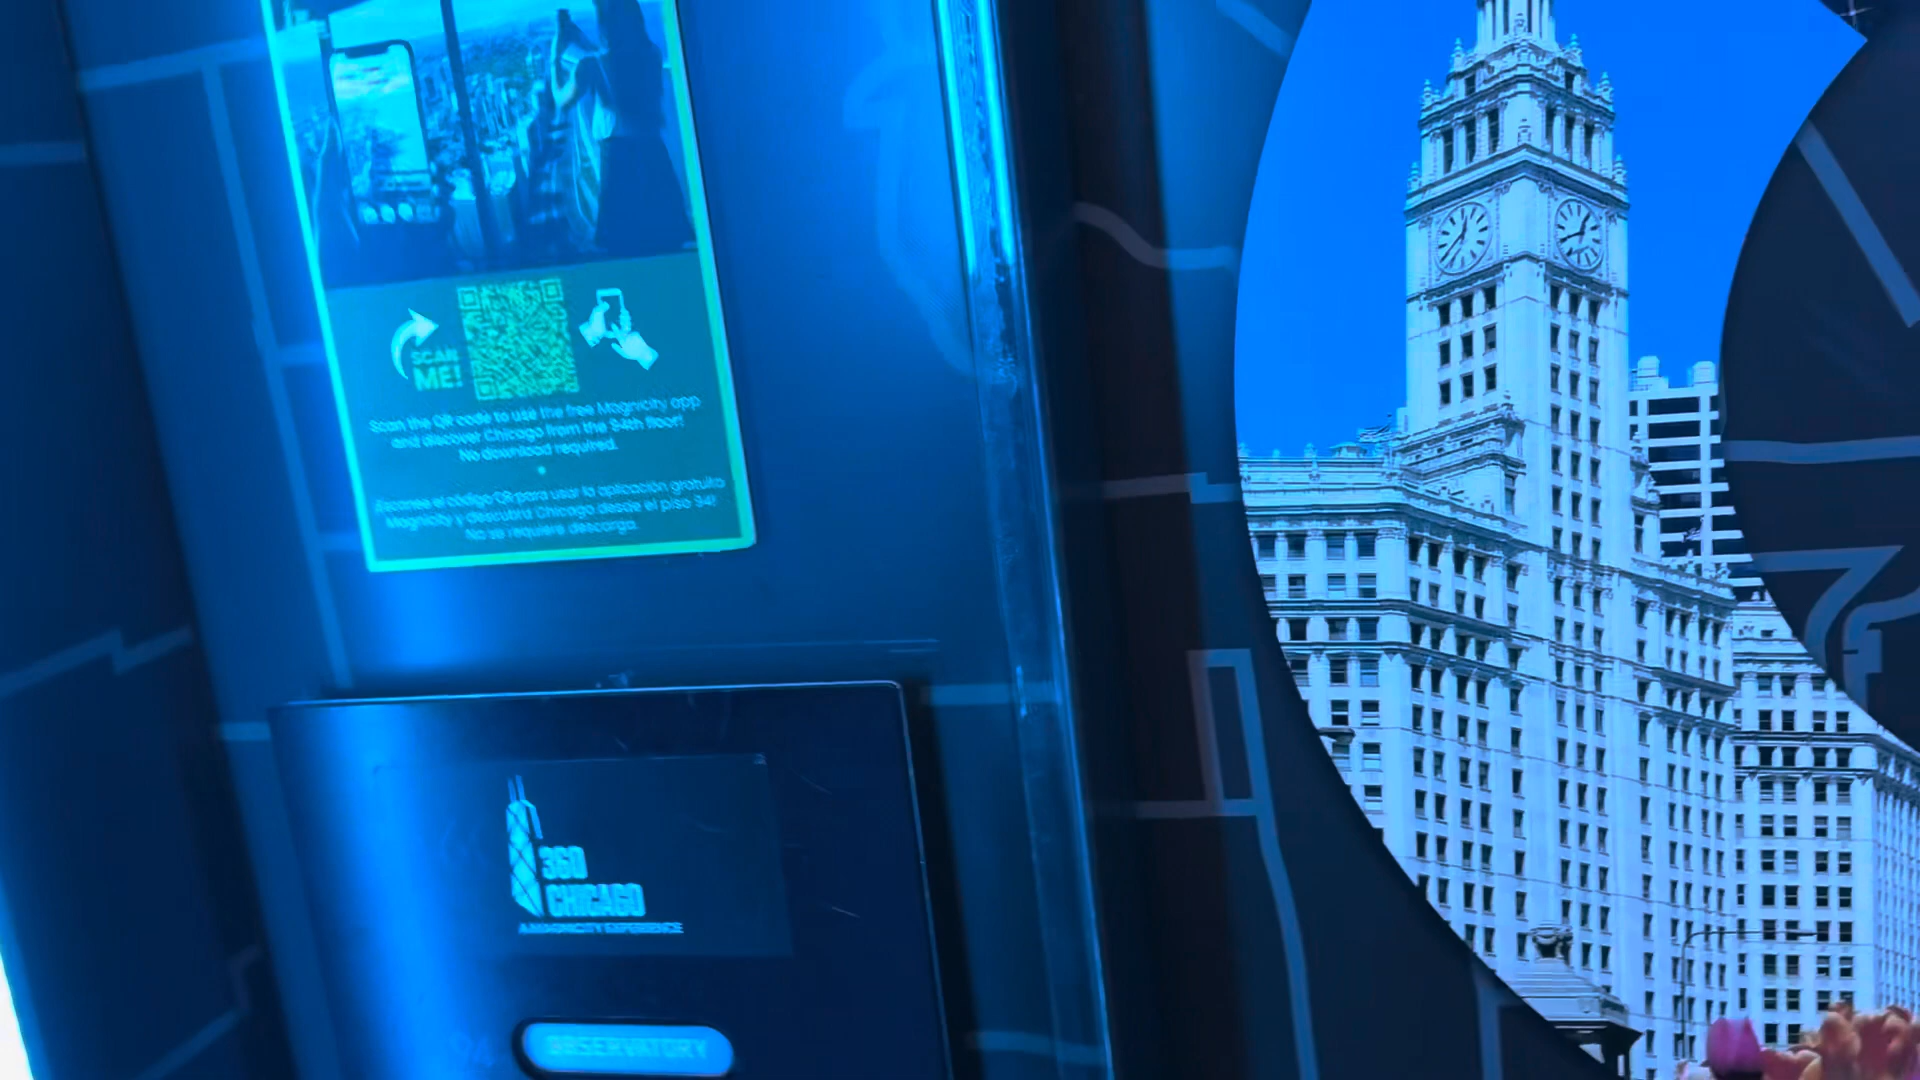 SCAN
ME!
Scan the QR code to use the free Magnicity app
and discover Chicago from the 94th floor!
No download required.
Escanee el código QR para usar la aplicación gratuita
Magnicity y descubra Chicago desde el piso 94!
No se requiere descarga.
360
CHICAGO
A MAGNICITY EXPERIENCE
94 OBSERVATORY